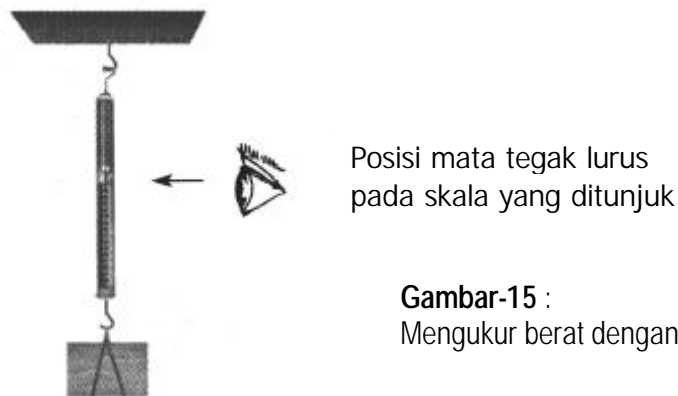 Posisi mata tegak lurus
pada skala yang ditunjuk
Gambar-15 :
Mengukur berat dengan